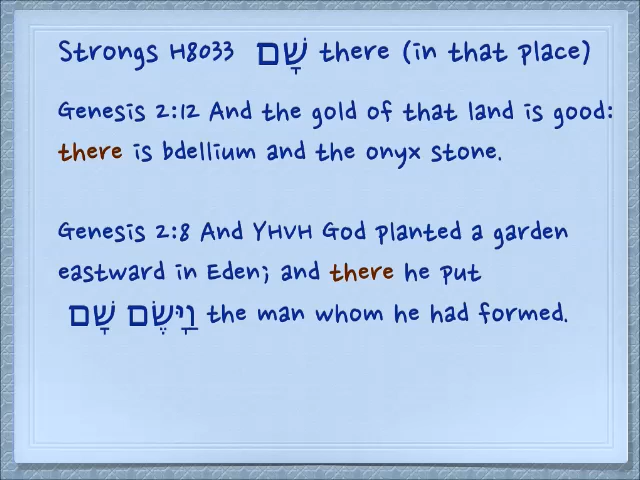 Strongs H8033 שָׁם there (in that place)
Genesis 2:12 And the gold of that land is good:
there is bdellium and the onyx stone.
Genesis 2:8 And YHVH God planted a garden
eastward in Eden; and there he put
וַיָּשֶׂם שָׁם the man whom he had formed.